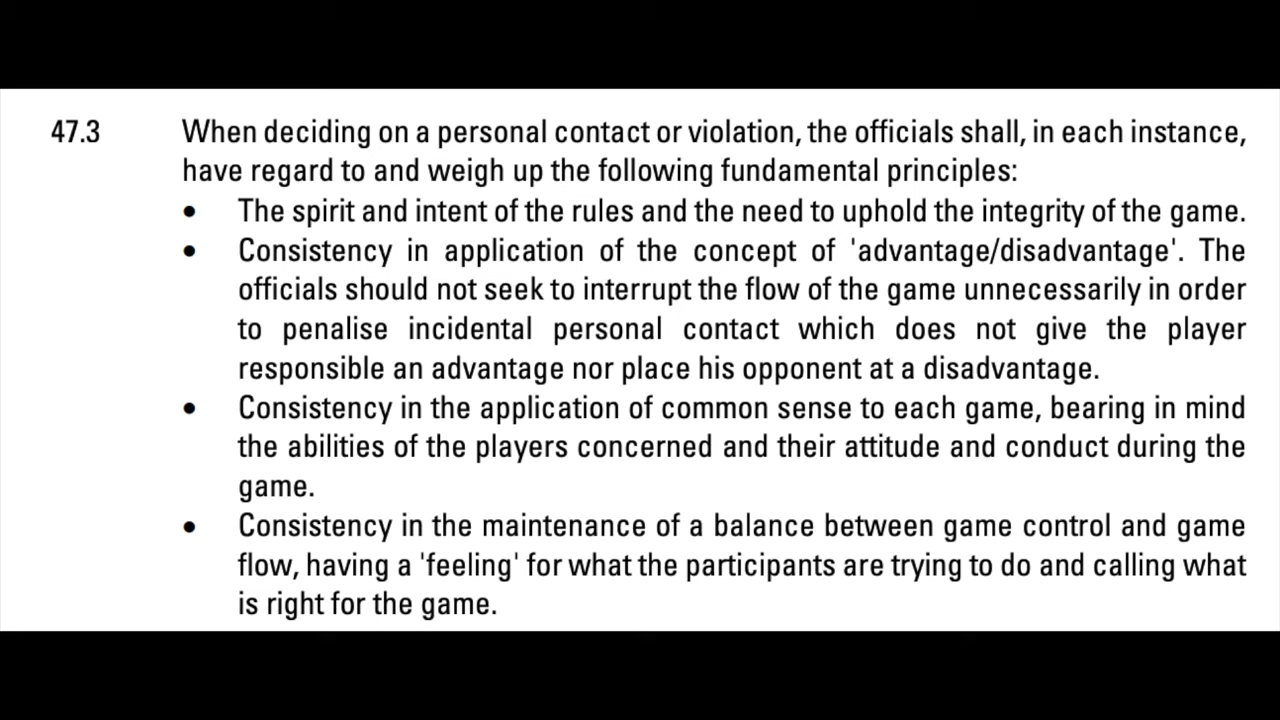 47.3 When deciding on a personal contact or violation, the officials shall, in each instance,
have regard to and weigh up the following fundamental principles:
• The spirit and intent of the rules and the need to uphold the integrity of the game.
• Consistency in application of the concept of 'advantage/disadvantage'. The
officials should not seek to interrupt the flow of the game unnecessarily in order
to penalise incidental personal contact which does not give the player
responsible an advantage nor place his opponent at a disadvantage.
• Consistency in the application of common sense to each game, bearing in mind
the abilities of the players concerned and their attitude and conduct during the
game.
• Consistency in the maintenance of a balance between game control and game
flow, having a 'feeling' for what the participants are trying to do and calling what
is right for the game.